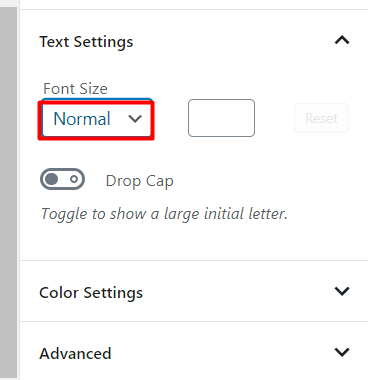 Text Settings
Font Size
Normal
Reset
Drop Cap
Toggle to show a large initial letter.
Color Settings
Advanced